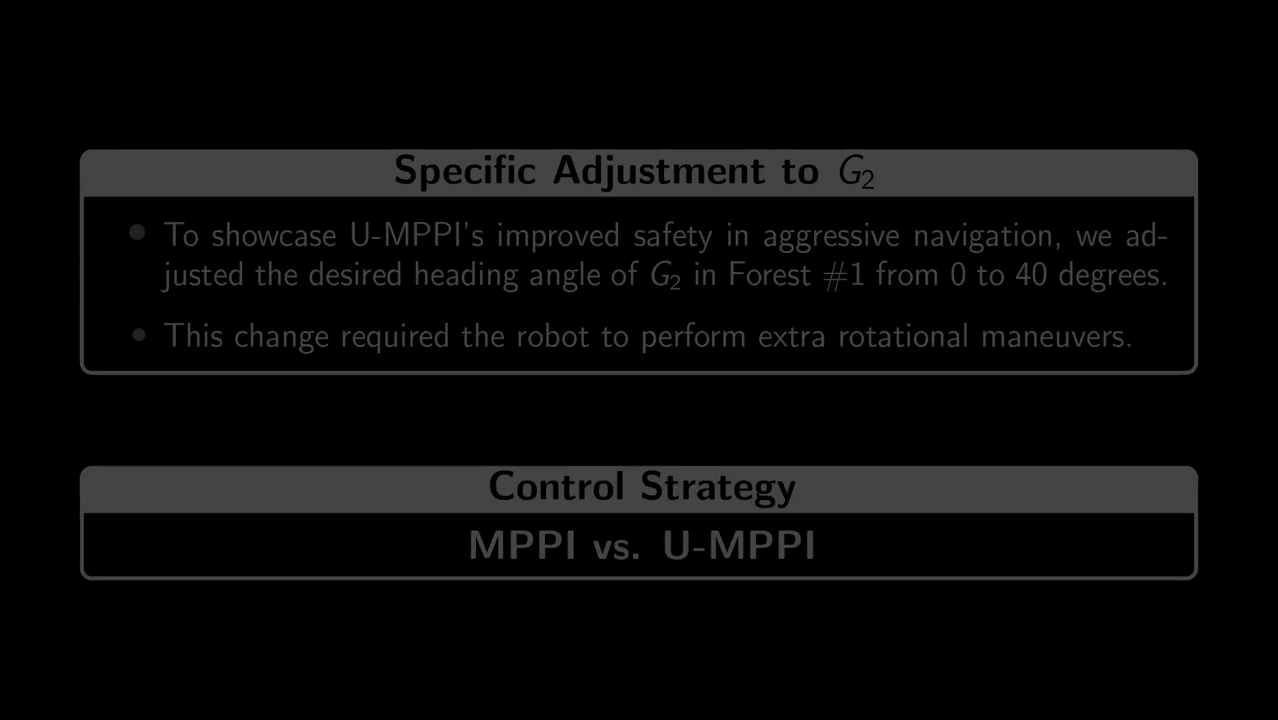 Specific Adjustment to G₂
• To showcase U-MPPI's improved safety in aggressive navigation, we ad-
justed the desired heading angle of G₂ in Forest #1 from 0 to 40 degrees.
• This change required the robot to perform extra rotational maneuvers.
Control Strategy
MPPI vs. U-MPPI